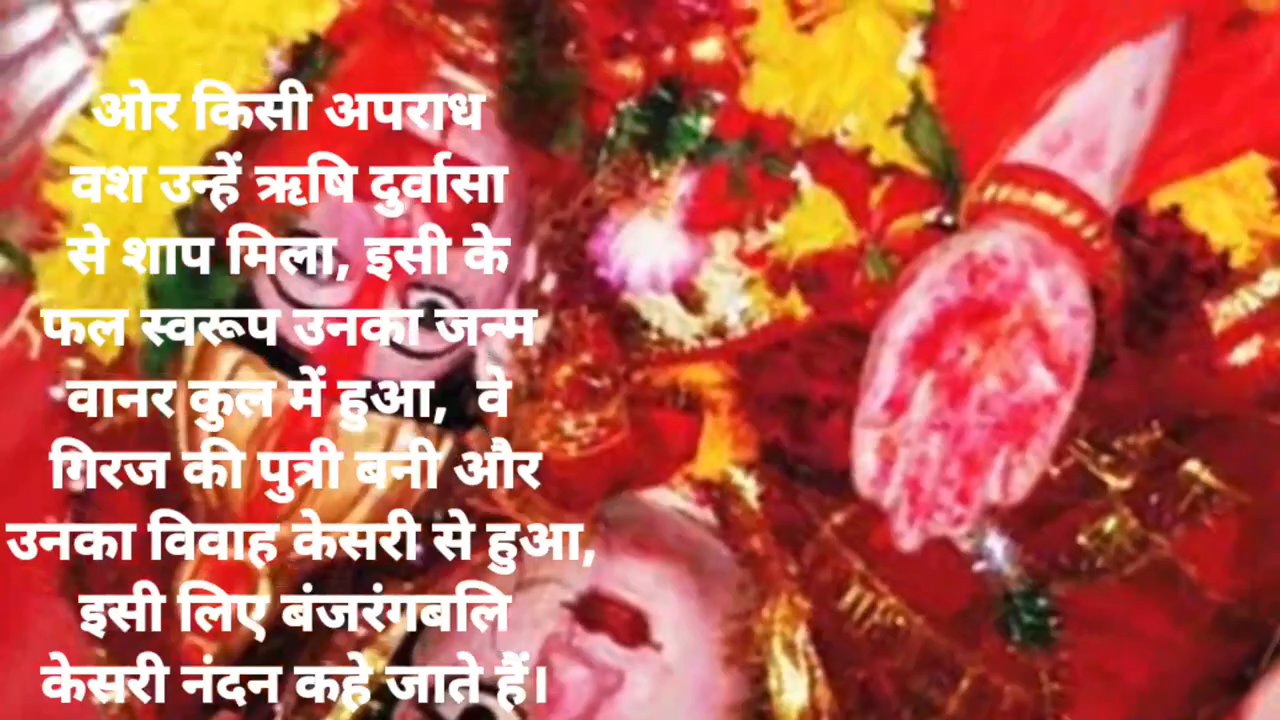 ओर किसी अपराध
वश उन्हें ऋषि दुर्वासा
से शाप मिला, इसी के
फल स्वरूप उनका जन्म
वानर कुल में हुआ,  वे
गिरज की पुत्री बनी और
उनका विवाह केसरी से हुआ,
इसी लिए बंजरंगबलि
केसरी नंदन कहे जाते हैं।